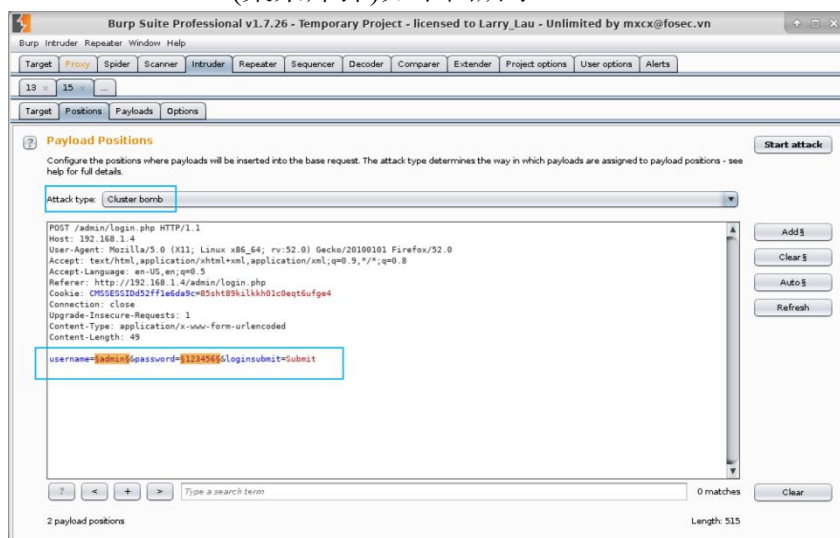 Burp Suite Professional v1.7.26 - Temporary Project - licensed to Larry_Lau - Unlimited by mxcx@fosec.vn
Burp Intruder Repeater Window Help
Target Proxy Spider Scanner Intruder Repeater Sequencer Decoder Comparer Extender Project options User options Alerts
13 × 15 × ...
Target Positions Payloads Options
? Payload Positions Start attack
Configure the positions where payloads will be inserted into the base request. The attack type determines the way in which payloads are assigned to payload positions - see
help for full details.
Attack type: Cluster bomb
POST /admin/login.php HTTP/1.1
Host: 192.168.1.4
User-Agent: Mozilla/5.0 (X11; Linux x86_64; rv:52.0) Gecko/20100101 Firefox/52.0
Accept: text/html,application/xhtml+xml,application/xml;q=0.9,*/*;q=0.8
Accept-Language: en-US,en;q=0.5
Referer: http://192.168.1.4/admin/login.php
Cookie: CMSSESSIDd52ff1e6da9c=85sht89kilkkh01c0eqt6ufge4
Connection: close
Upgrade-Insecure-Requests: 1
Content-Type: application/x-www-form-urlencoded
Content-Length: 49
username=§admin§&password=§123456§&loginsubmit=Submit
Add §
Clear §
Auto §
Refresh
? < + > Type a search term 0 matches Clear
2 payload positions Length: 515